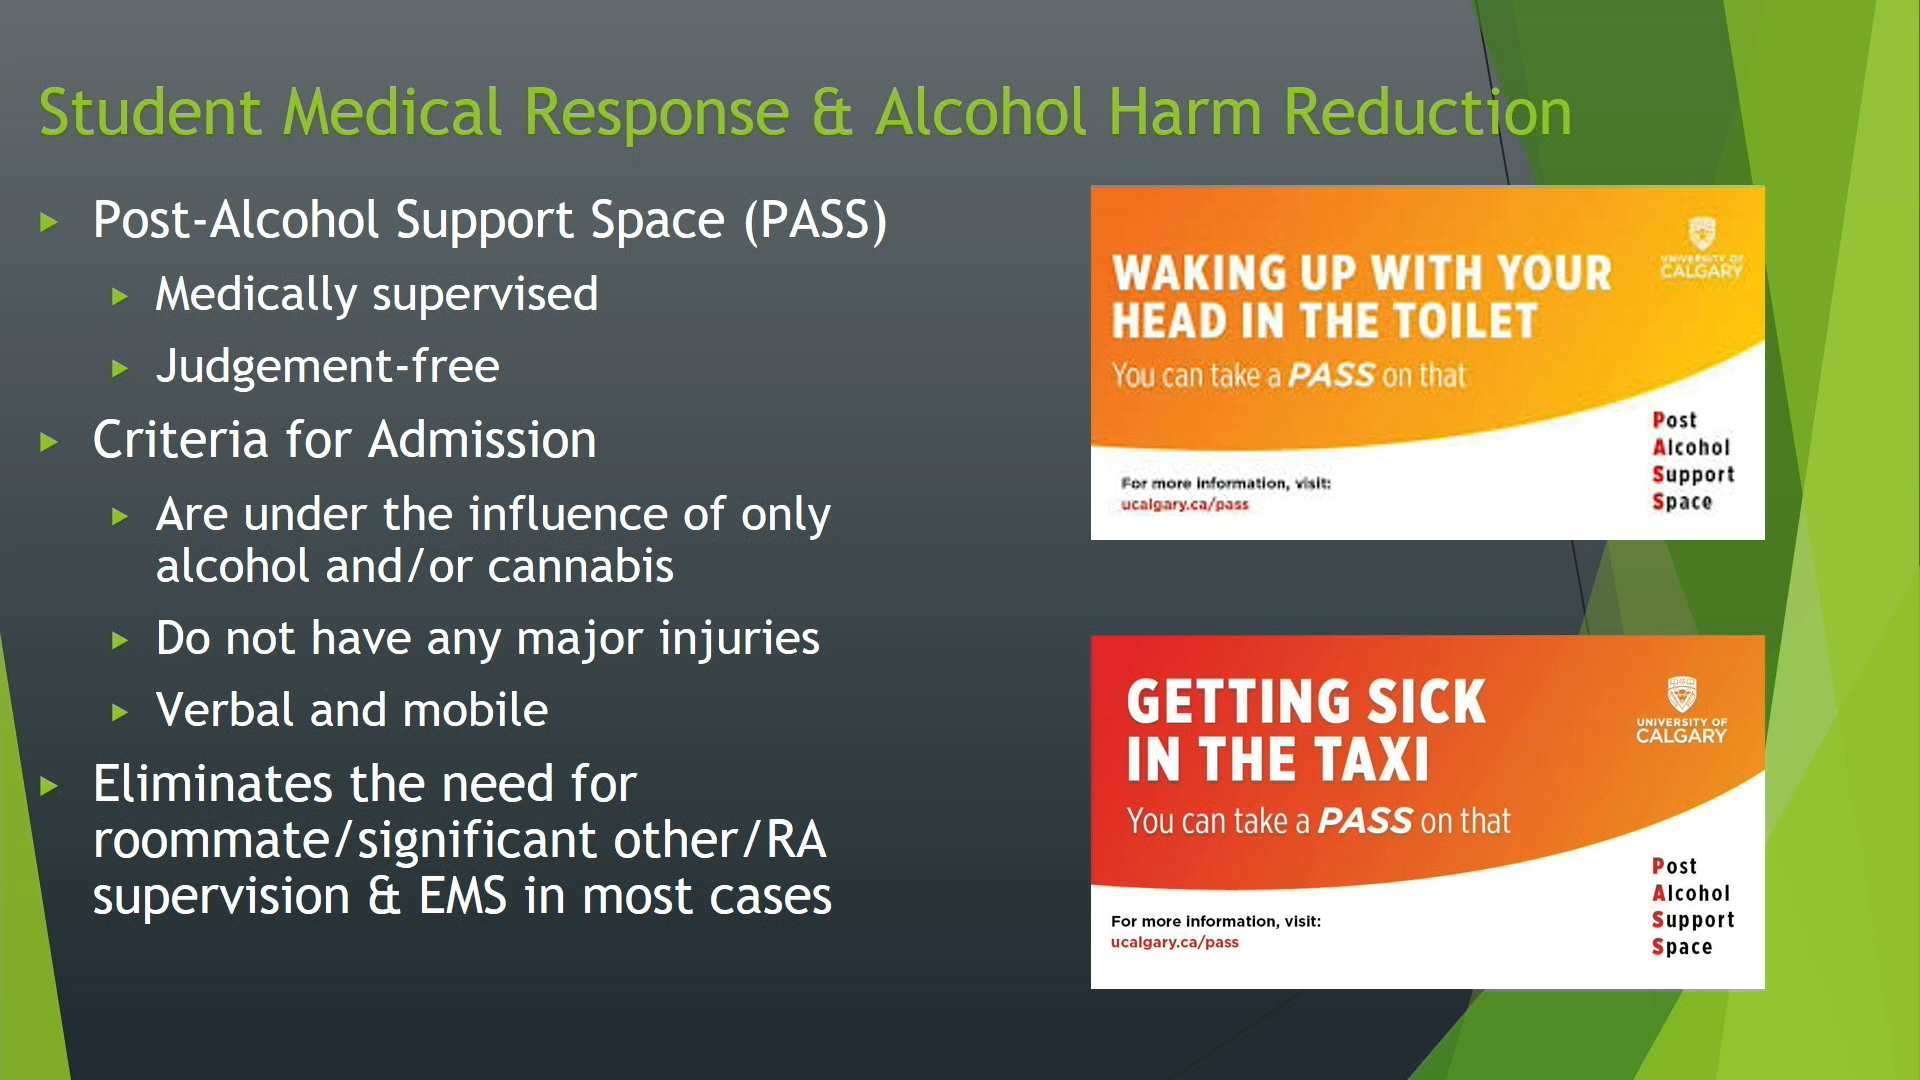 Student Medical Response & Alcohol Harm Reduction
Post-Alcohol Support Space (PASS)
Medically supervised
Judgement-free
Criteria for Admission
Are under the influence of only
alcohol and/or cannabis
Do not have any major injuries
Verbal and mobile
Eliminates the need for
roommate/significant other/RA
supervision & EMS in most cases
WAKING UP WITH YOUR
HEAD IN THE TOILET
You can take a PASS on that
UNIVERSITY OF
CALGARY
Post
Alcohol
Support
Space
For more information, visit:
ucalgary.ca/pass
GETTING SICK
IN THE TAXI
You can take a PASS on that
UNIVERSITY OF
CALGARY
Post
Alcohol
Support
Space
For more information, visit:
ucalgary.ca/pass